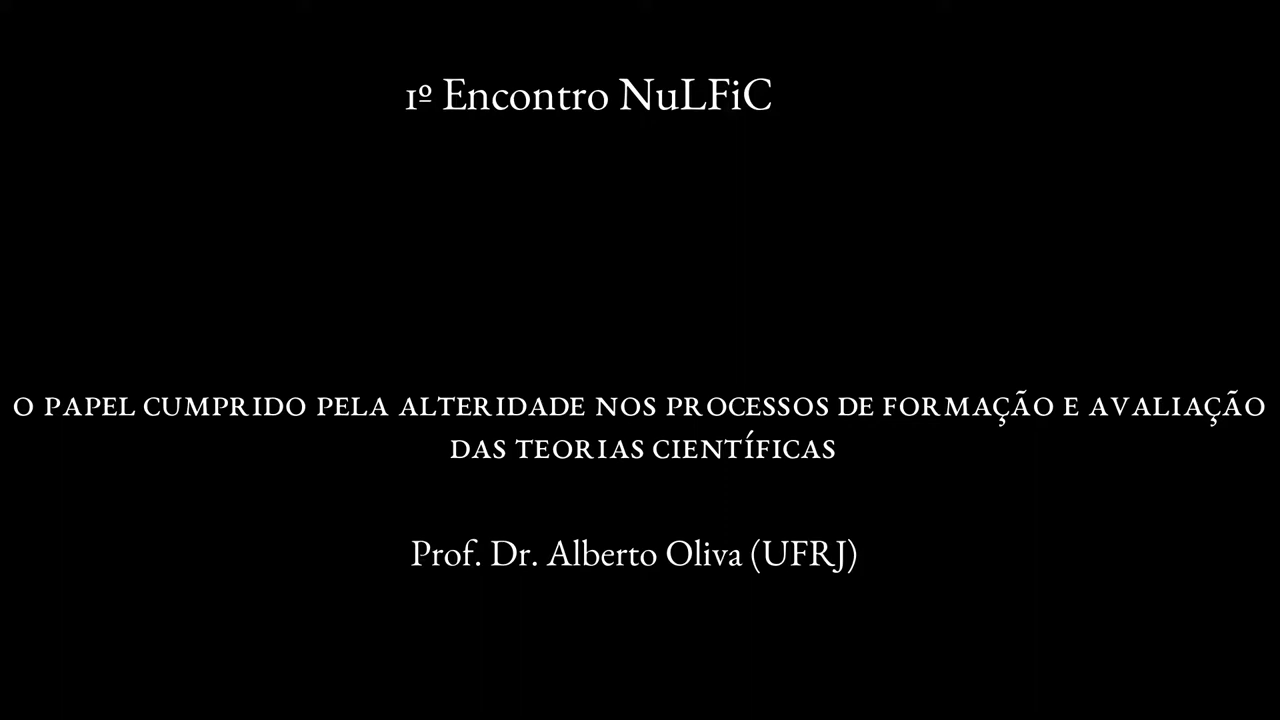 1º Encontro NuLFiC
O PAPEL CUMPRIDO PELA ALTERIDADE NOS PROCESSOS DE FORMAÇÃO E AVALIAÇÃO
DAS TEORIAS CIENTÍFICAS
Prof. Dr. Alberto Oliva (UFRJ)